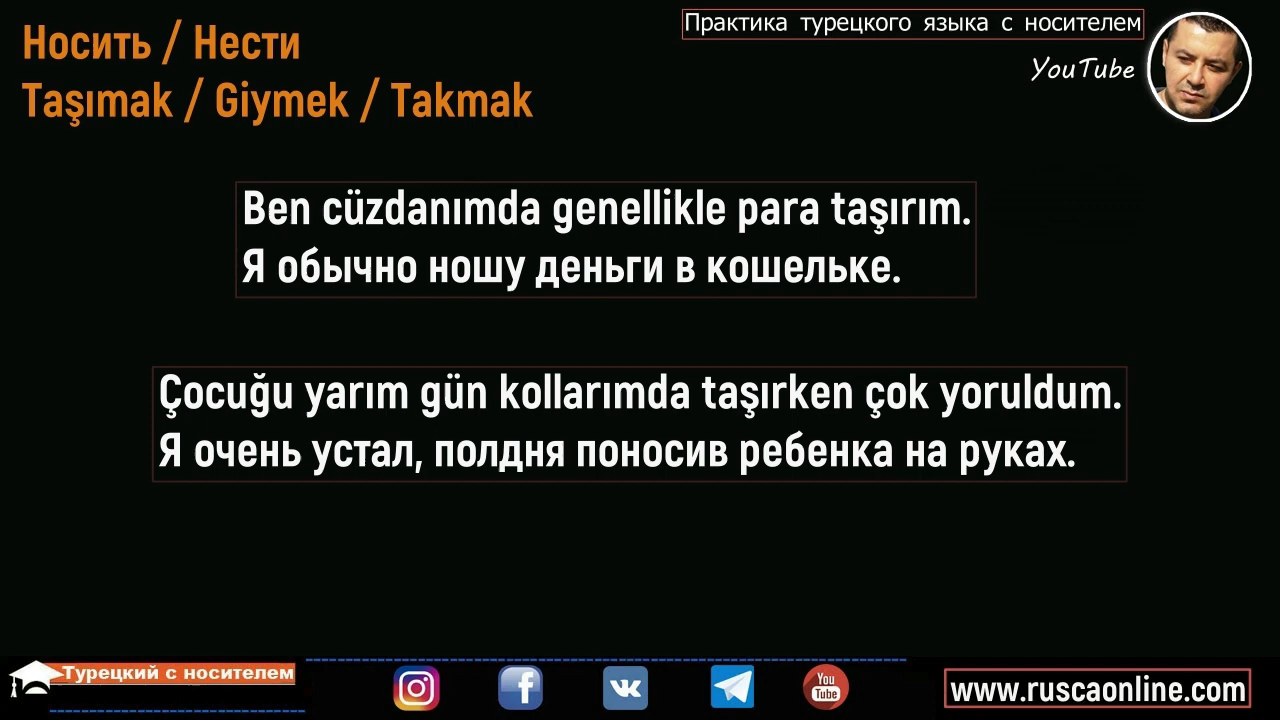 Носить / Нести
Taşımak / Giymek / Takmak
Практика турецкого языка с носителем
YouTube
Ben cüzdanımda genellikle para taşırım.
Я обычно ношу деньги в кошельке.
Çocuğu yarım gün kollarımda taşırken çok yoruldum.
Я очень устал, полдня поносив ребенка на руках.
Турецкий с носителем
You
Tube
www.ruscaonline.com